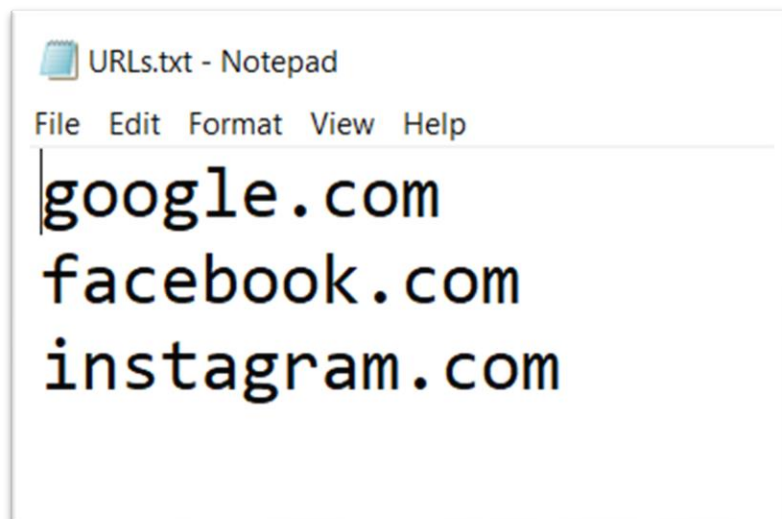 URLs.txt - Notepad
File Edit Format View Help
google.com
facebook.com
instagram.com